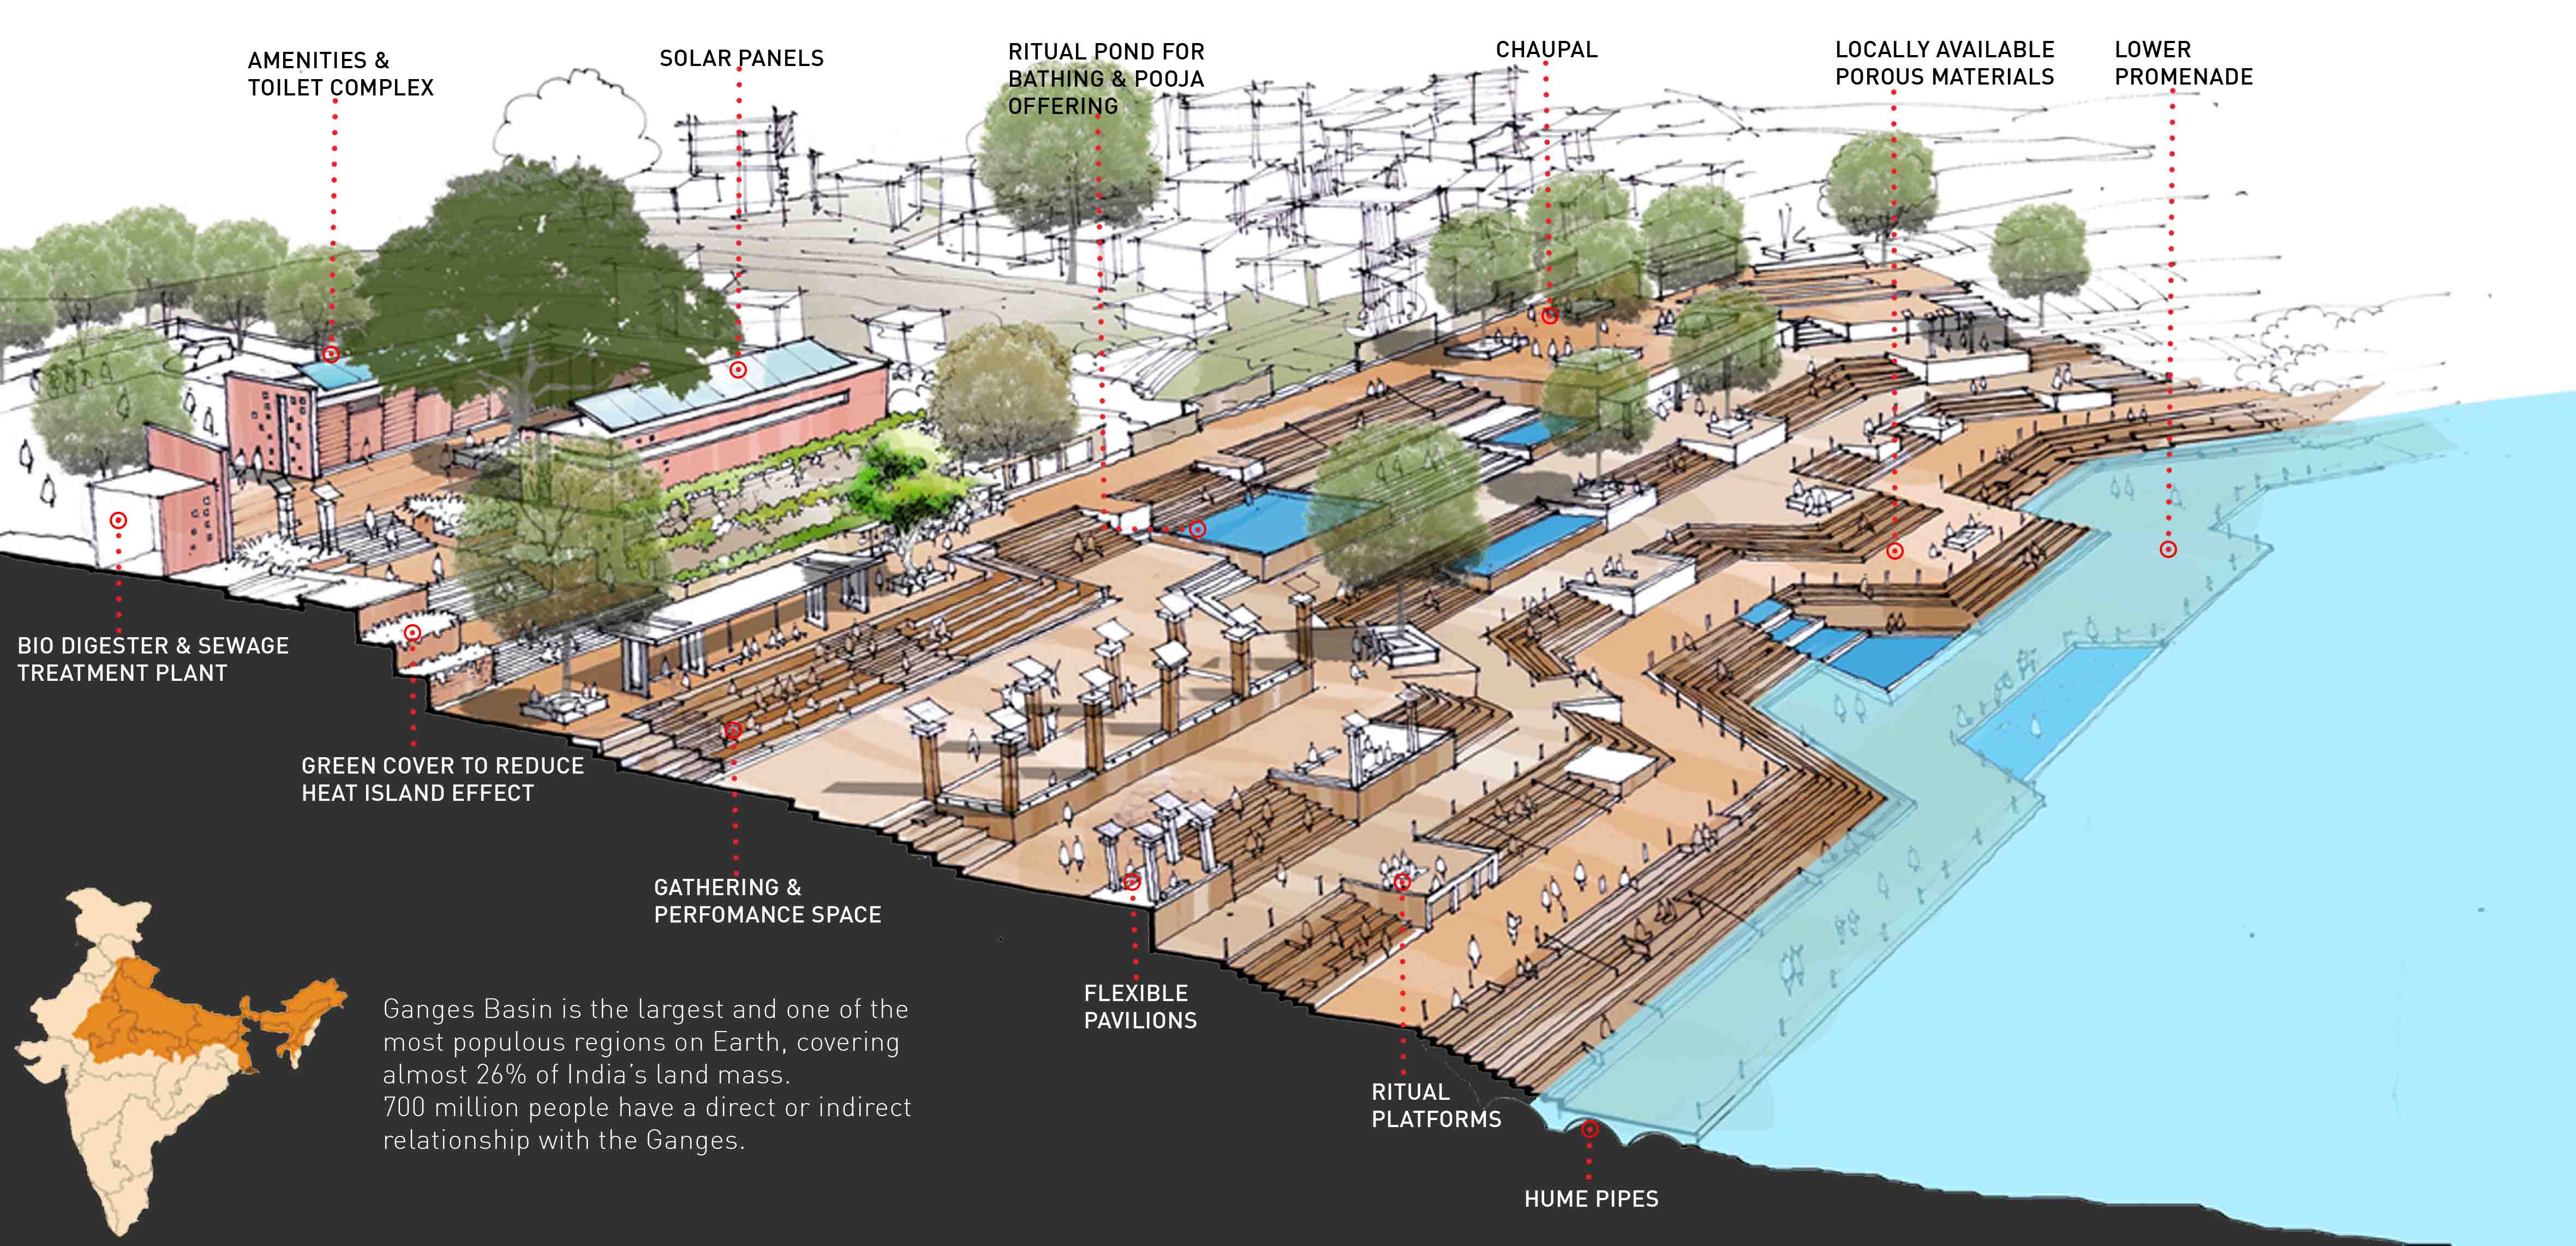 AMENITIES &
TOILET COMPLEX
SOLAR PANELS
RITUAL POND FOR
BATHING & POOJA
OFFERING
CHAUPAL
LOCALLY AVAILABLE
POROUS MATERIALS
LOWER
PROMENADE
BIO DIGESTER & SEWAGE
TREATMENT PLANT
GREEN COVER TO REDUCE
HEAT ISLAND EFFECT
GATHERING &
PERFOMANCE SPACE
FLEXIBLE
PAVILIONS
RITUAL
PLATFORMS
HUME PIPES
Ganges Basin is the largest and one of the
most populous regions on Earth, covering
almost 26% of India's land mass.
700 million people have a direct or indirect
relationship with the Ganges.